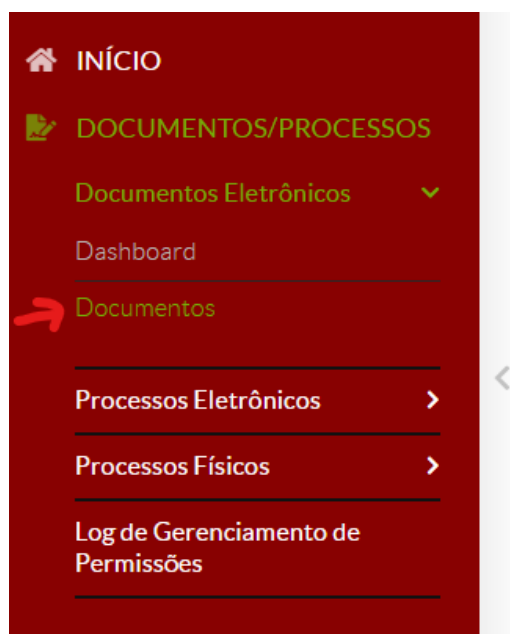 INÍCIO
DOCUMENTOS/PROCESSOS
Documentos Eletrônicos
Dashboard
Documentos
Processos Eletrônicos
Processos Físicos
Log de Gerenciamento de
Permissões